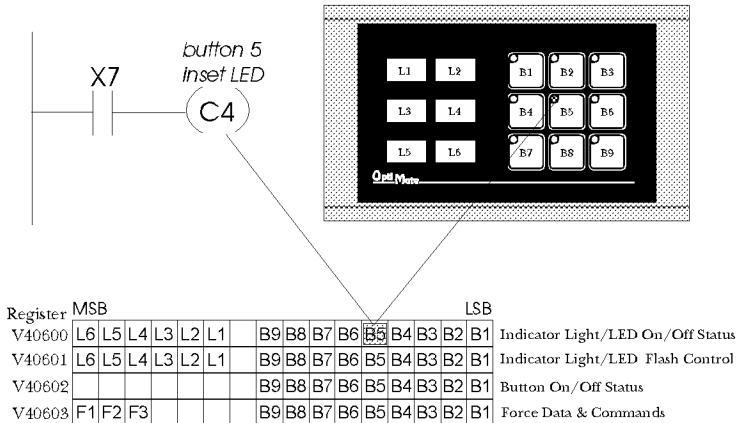 button 5
inset LED
X7
C4
L1 L2 B1 B2 B3
L3 L4 B4 B5 B6
L5 L6 B7 B8 B9
OptiMate
Register MSB LSB
V40600 L6 L5 L4 L3 L2 L1 B9 B8 B7 B6 B5 B4 B3 B2 B1 Indicator Light/LED On/Off Status
V40601 L6 L5 L4 L3 L2 L1 B9 B8 B7 B6 B5 B4 B3 B2 B1 Indicator Light/LED Flash Control
V40602 B9 B8 B7 B6 B5 B4 B3 B2 B1 Button On/Off Status
V40603 F1 F2 F3 B9 B8 B7 B6 B5 B4 B3 B2 B1 Force Data & Commands